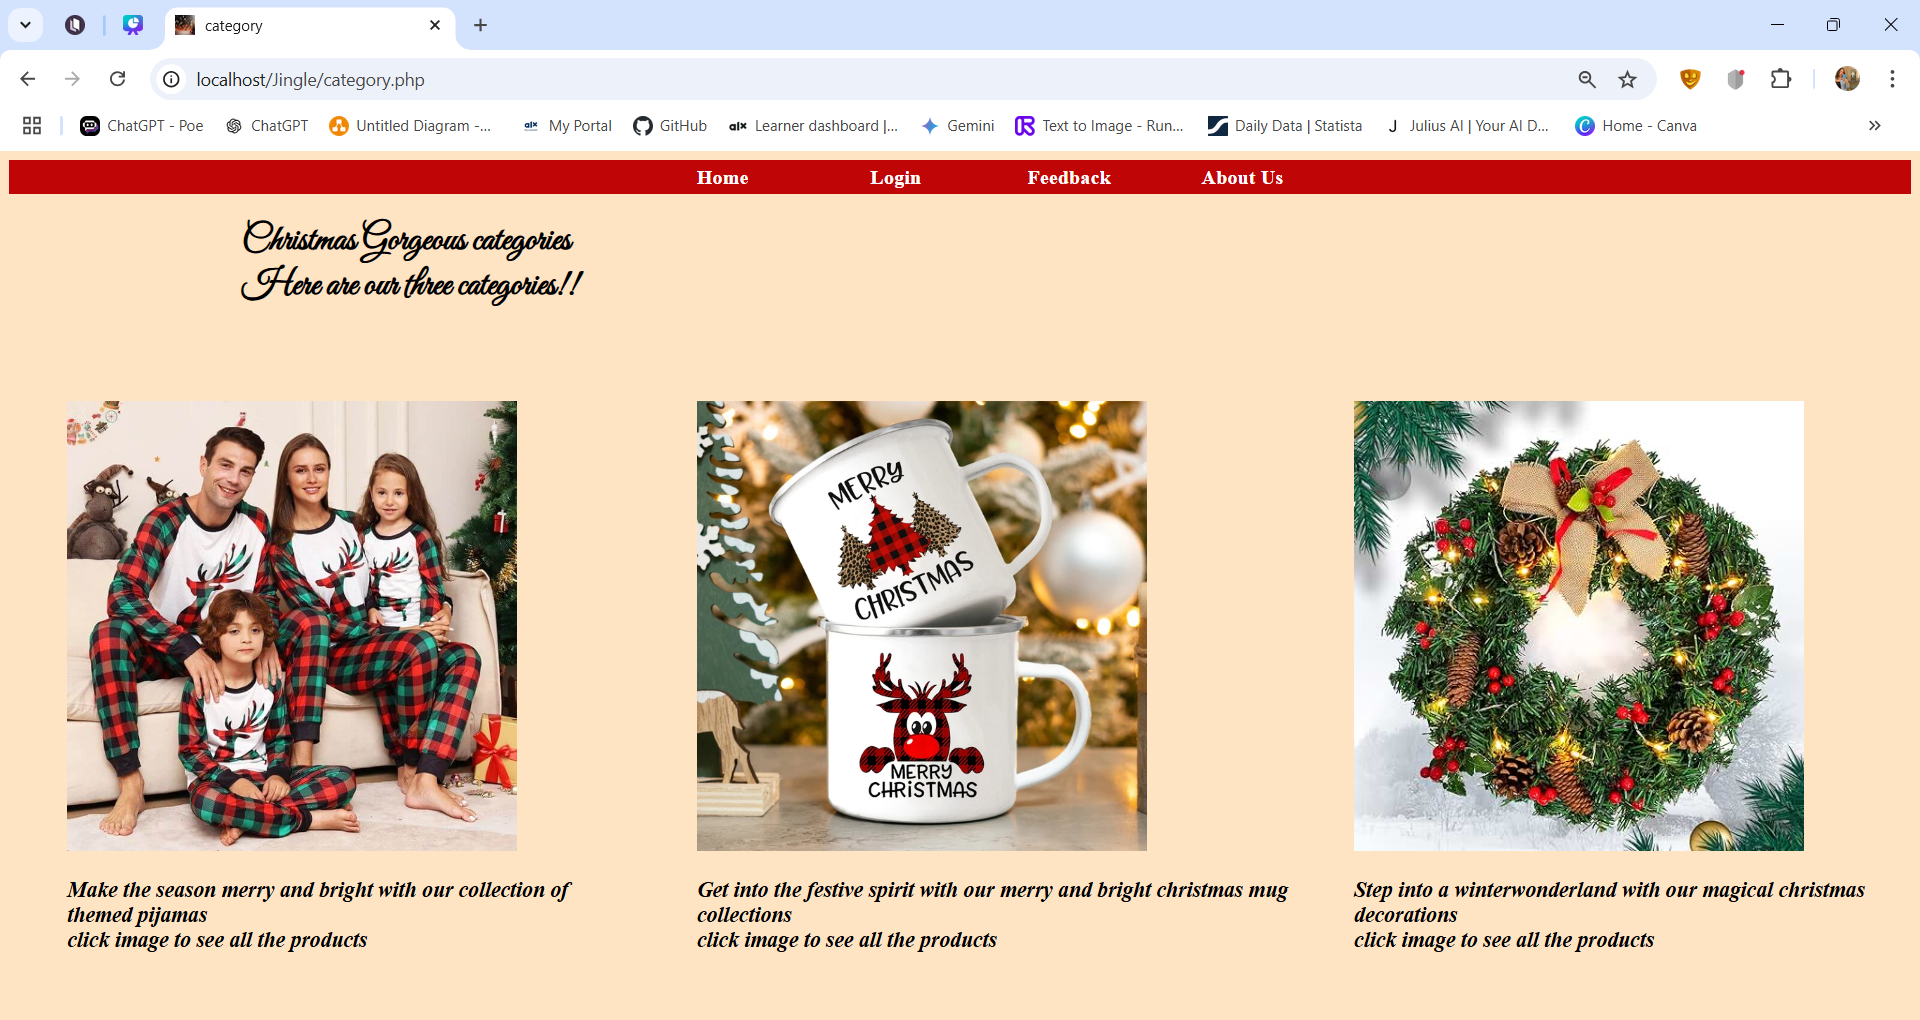 category
localhost/Jingle/category.php
ChatGPT - Poe
ChatGPT
Untitled Diagram -...
alx My Portal
GitHub
alx Learner dashboard |...
Gemini
Text to Image - Run...
Daily Data | Statista
J Julius AI | Your AI D...
C Home - Canva
Home Login Feedback About Us
Christmas Gorgeous categories
Here are our three categories!!
MERRY
CHRISTMAS
MERRY
CHRISTMAS
Make the season merry and bright with our collection of
themed pijamas
click image to see all the products
Get into the festive spirit with our merry and bright christmas mug
collections
click image to see all the products
Step into a winterwonderland with our magical christmas
decorations
click image to see all the products